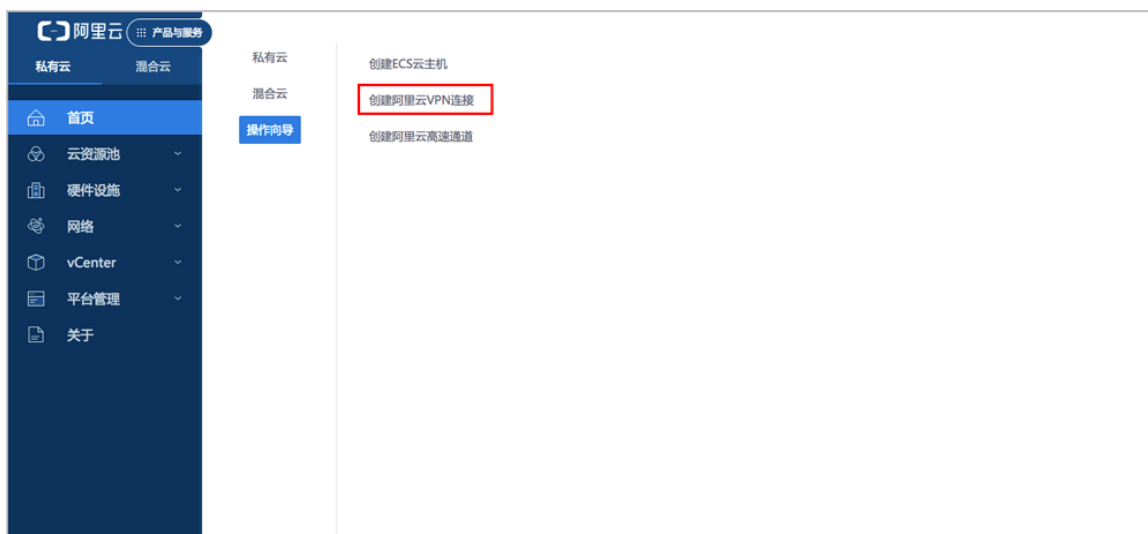 阿里云
产品与服务
私有云
混合云
首页
云资源池
硬件设施
网络
vCenter
平台管理
关于
私有云
混合云
操作向导
创建ECS云主机
创建阿里云VPN连接
创建阿里云高速通道